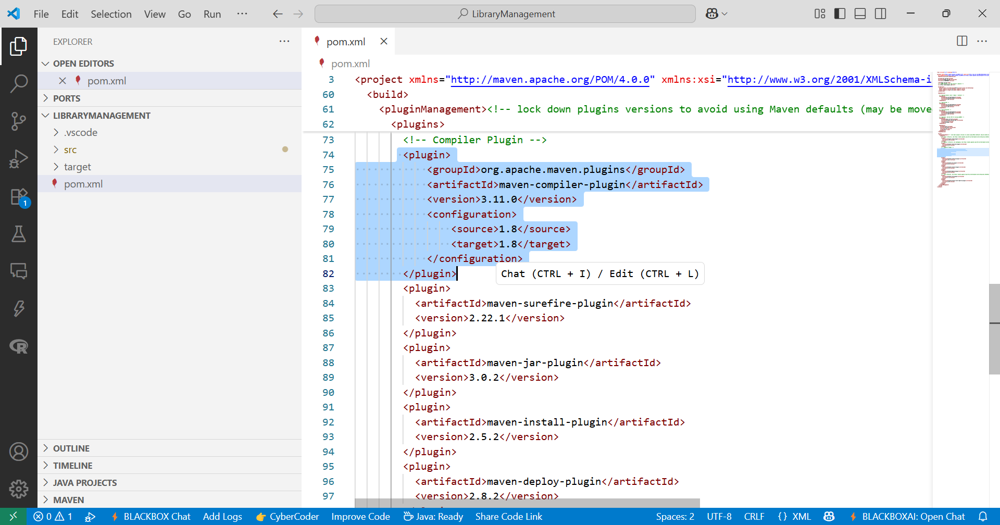 File Edit Selection View Go Run ··· LibraryManagement
EXPLORER
OPEN EDITORS
pom.xml
PORTS
LIBRARYMANAGEMENT
.vscode
src
target
pom.xml
OUTLINE
TIMELINE
JAVA PROJECTS
MAVEN
1
pom.xml
pom.xml
3 <project xmlns="http://maven.apache.org/POM/4.0.0" xmlns:xsi="http://www.w3.org/2001/XMLSchema-i
60 <build>
61 <pluginManagement><!-- lock down plugins versions to avoid using Maven defaults (may be move
62 <plugins>
73 <!-- Compiler Plugin -->
74 <plugin>
75 <groupId>org.apache.maven.plugins</groupId>
76 <artifactId>maven-compiler-plugin</artifactId>
77 <version>3.11.0</version>
78 <configuration>
79 <source>1.8</source>
80 <target>1.8</target>
81 </configuration>
82 </plugin> Chat (CTRL + I) / Edit (CTRL + L)
83 <plugin>
84 <artifactId>maven-surefire-plugin</artifactId>
85 <version>2.22.1</version>
86 </plugin>
87 <plugin>
88 <artifactId>maven-jar-plugin</artifactId>
89 <version>3.0.2</version>
90 </plugin>
91 <plugin>
92 <artifactId>maven-install-plugin</artifactId>
93 <version>2.5.2</version>
94 </plugin>
95 <plugin>
96 <artifactId>maven-deploy-plugin</artifactId>
97 <version>2.8.2</version>
0 1 BLACKBOX Chat Add Logs CyberCoder Improve Code Java: Ready Share Code Link Spaces: 2 UTF-8 CRLF {} XML BLACKBOXAI: Open Chat